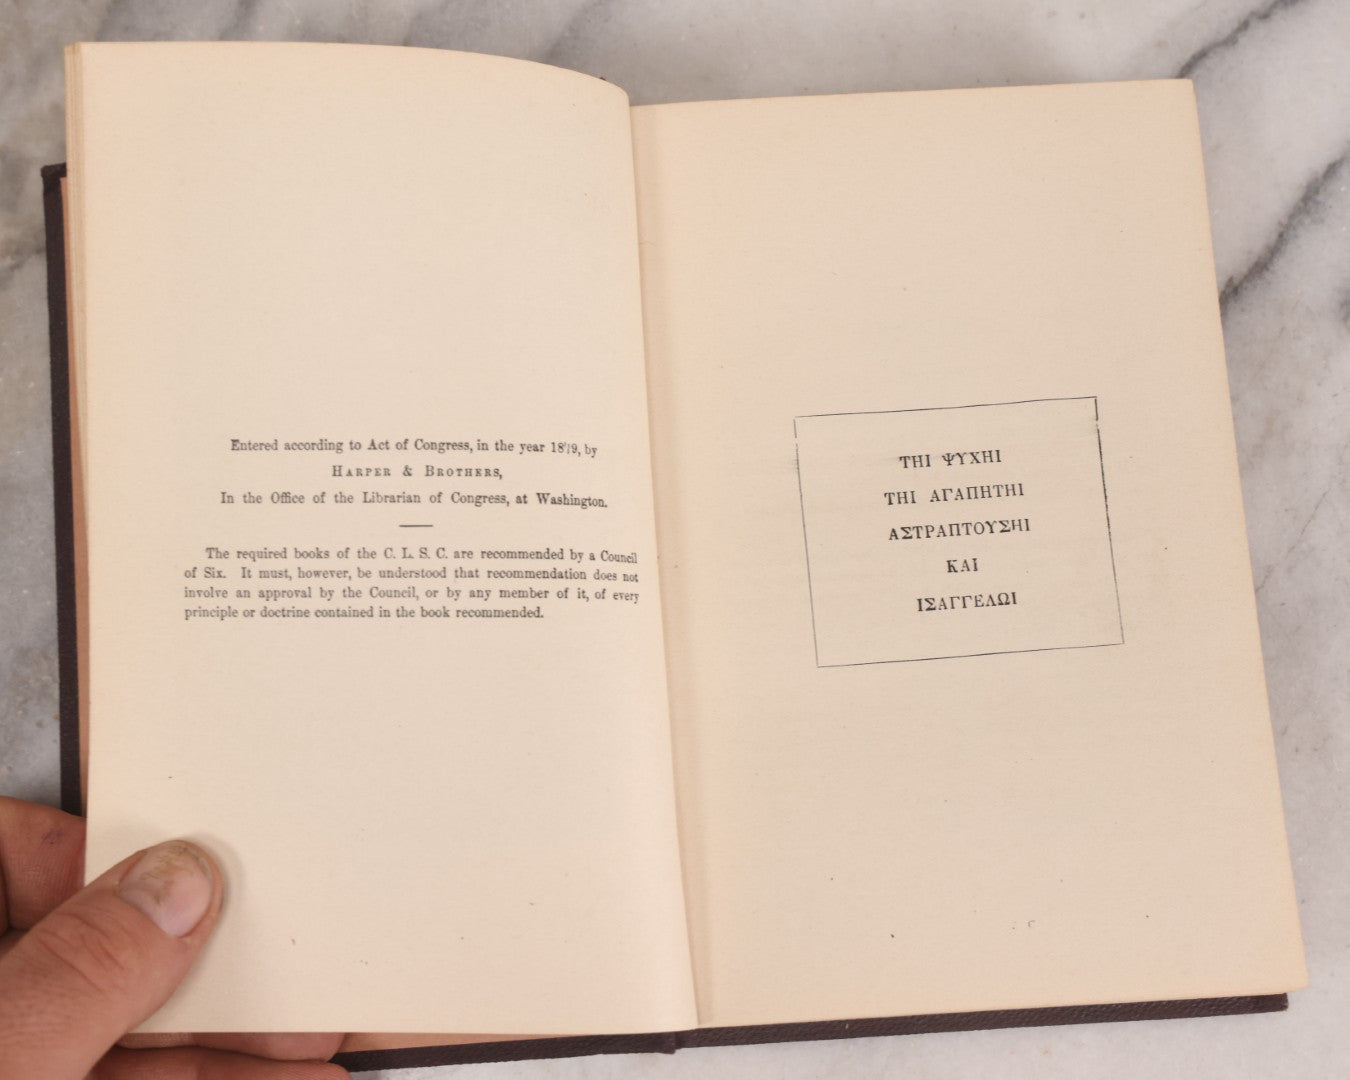 Entered according to Act of Congress, in the year 1879, by
HARPER & BROTHERS,
In the Office of the Librarian of Congress, at Washington.
The required books of the C. L. S. C. are recommended by a Council
of Six. It must, however, be understood that recommendation does not
involve an approval by the Council, or by any member of it, of every
principle or doctrine contained in the book recommended.
ΤΗΙ ΨΥΧΗΙ
ΤΗΙ ΑΓΑΠΗΤΗΙ
ΑΣΤΡΑΠΤΟΥΣΗΙ
ΚΑΙ
ΙΣΑΓΓΕΛΩΙ